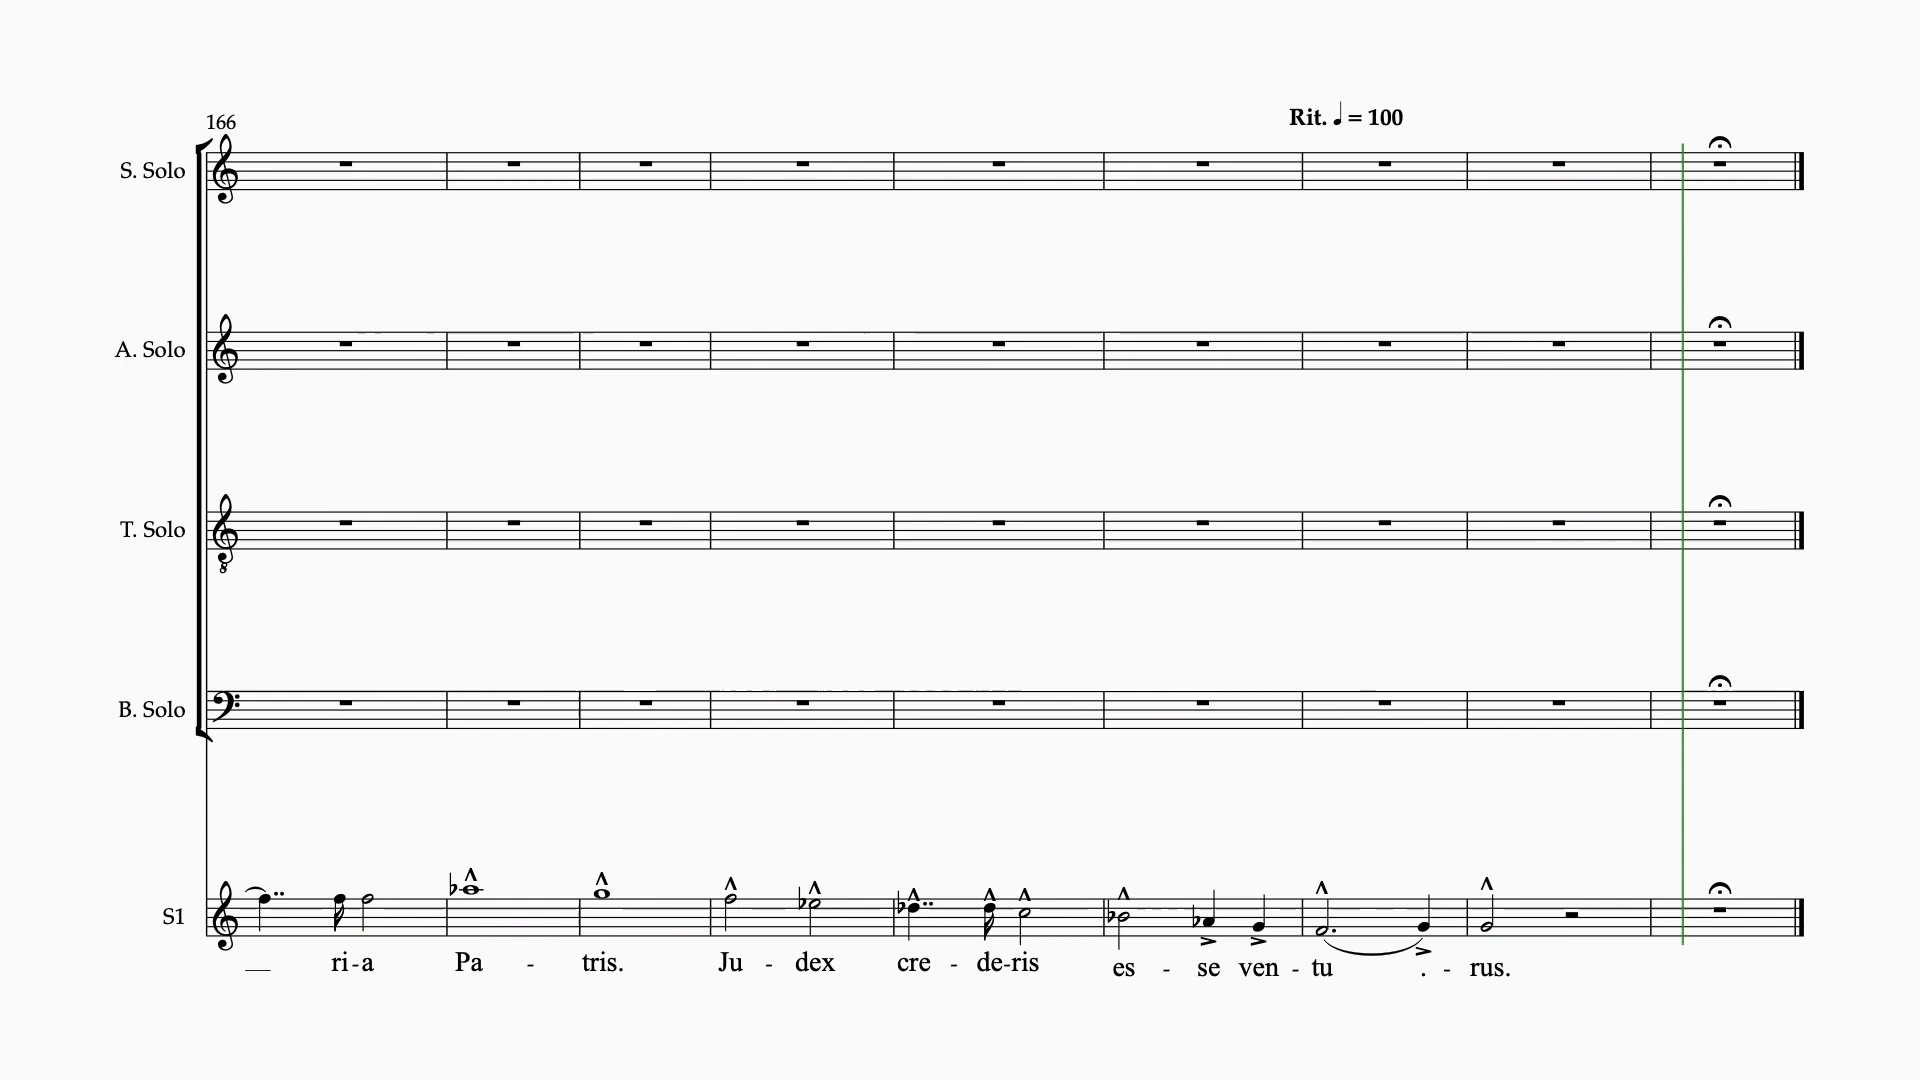 Rit. ♩ = 100
166
S. Solo
A. Solo
T. Solo
B. Solo
S1
ri - a Pa - tris. Ju - dex cre - de - ris es - se ven - tu . - rus.